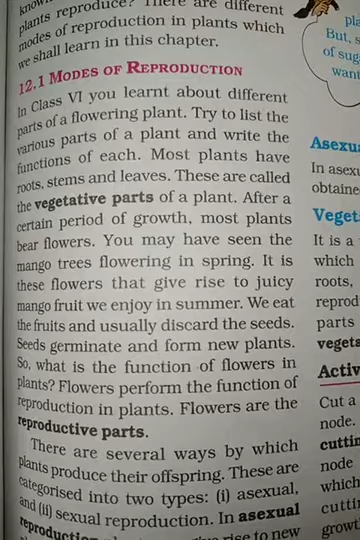 plants reproduce? There are different
modes of reproduction in plants which
we shall learn in this chapter.
12.1 MODES OF REPRODUCTION
In Class VI you learnt about different
parts of a flowering plant. Try to list the
various parts of a plant and write the
functions of each. Most plants have
roots, stems and leaves. These are called
the vegetative parts of a plant. After a
certain period of growth, most plants
bear flowers. You may have seen the
mango trees flowering in spring. It is
these flowers that give rise to juicy
mango fruit we enjoy in summer. We eat
the fruits and usually discard the seeds.
Seeds germinate and form new plants.
So, what is the function of flowers in
plants? Flowers perform the function of
reproduction in plants. Flowers are the
reproductive parts.
There are several ways by which
plants produce their offspring. These are
categorised into two types: (i) asexual,
and (ii) sexual reproduction. In asexual
reproduction rise to new
pla
But, s
of sug
want
Asexua
In asexu
obtaine
Veget
It is a
which
roots,
reprod
parts
vegeta
Activ
Cut a
node.
cuttin
node
which
cuttin
growt